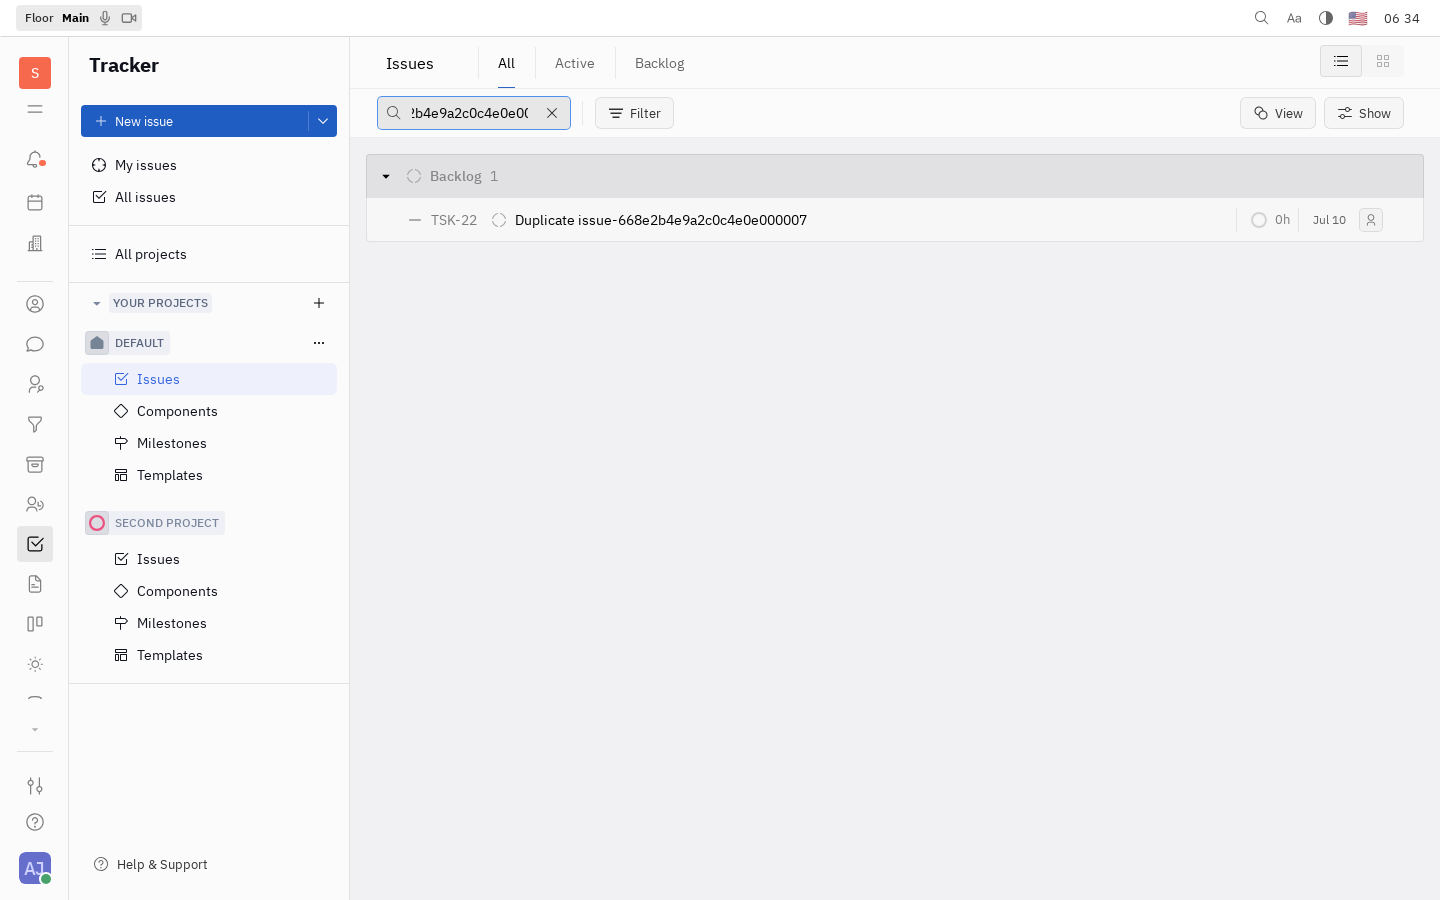 Floor Main
Aa
06 34
S
Tracker
New issue
My issues
All issues
All projects
YOUR PROJECTS
DEFAULT
Issues
Components
Milestones
Templates
SECOND PROJECT
Issues
Components
Milestones
Templates
Help & Support
AJ
Issues
All
Active
Backlog
2b4e9a2c0c4e0e00
Filter
View
Show
Backlog 1
TSK-22 Duplicate issue-668e2b4e9a2c0c4e0e000007 0h Jul 10